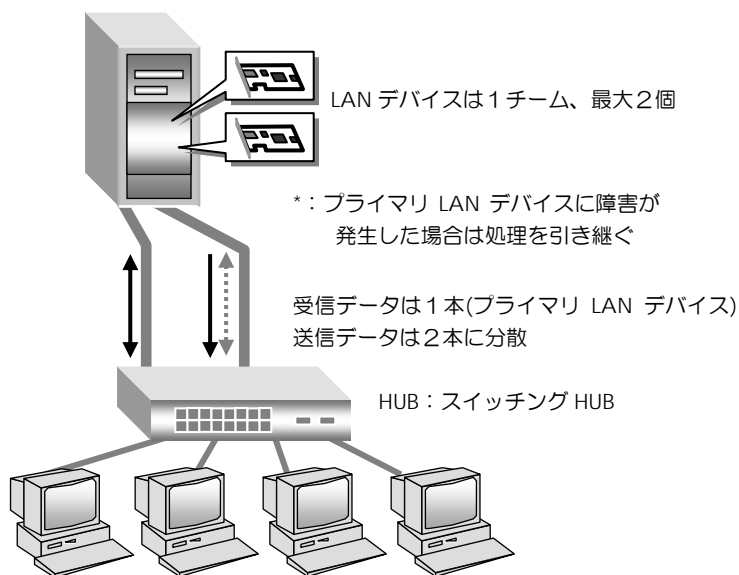 LAN デバイスは１チーム、最大２個
*：プライマリ LAN デバイスに障害が
発生した場合は処理を引き継ぐ
受信データは１本(プライマリ LAN デバイス)
送信データは２本に分散
HUB：スイッチング HUB